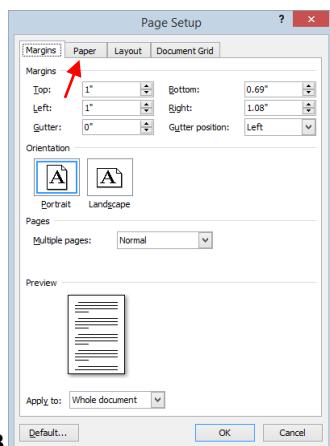 Page Setup ? ×
Margins Paper Layout Document Grid
Margins
Top: 1" Bottom: 0.69"
Left: 1" Right: 1.08"
Gutter: 0" Gutter position: Left
Orientation
A A
Portrait Landscape
Pages
Multiple pages: Normal
Preview
Apply to: Whole document
Default... OK Cancel